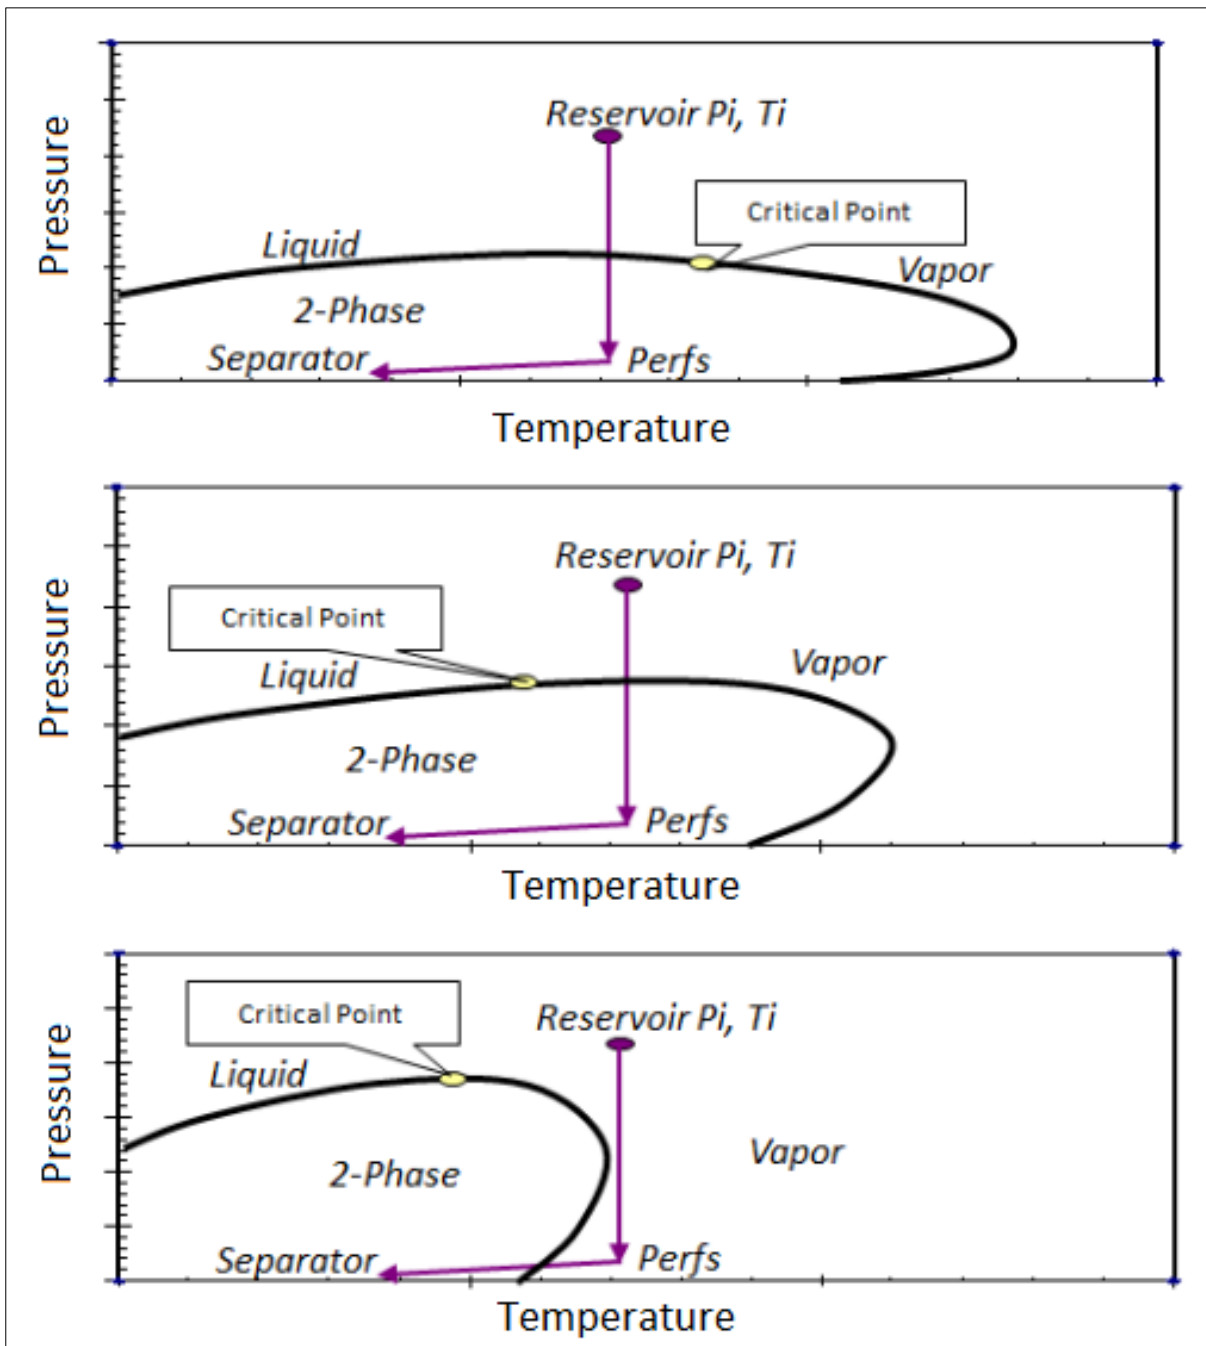 Pressure
Reservoir Pi, Ti
Critical Point
Liquid
Vapor
2-Phase
Separator
Perfs
Temperature
Pressure
Reservoir Pi, Ti
Critical Point
Liquid
Vapor
2-Phase
Separator
Perfs
Temperature
Pressure
Critical Point
Reservoir Pi, Ti
Liquid
Vapor
2-Phase
Separator
Perfs
Temperature